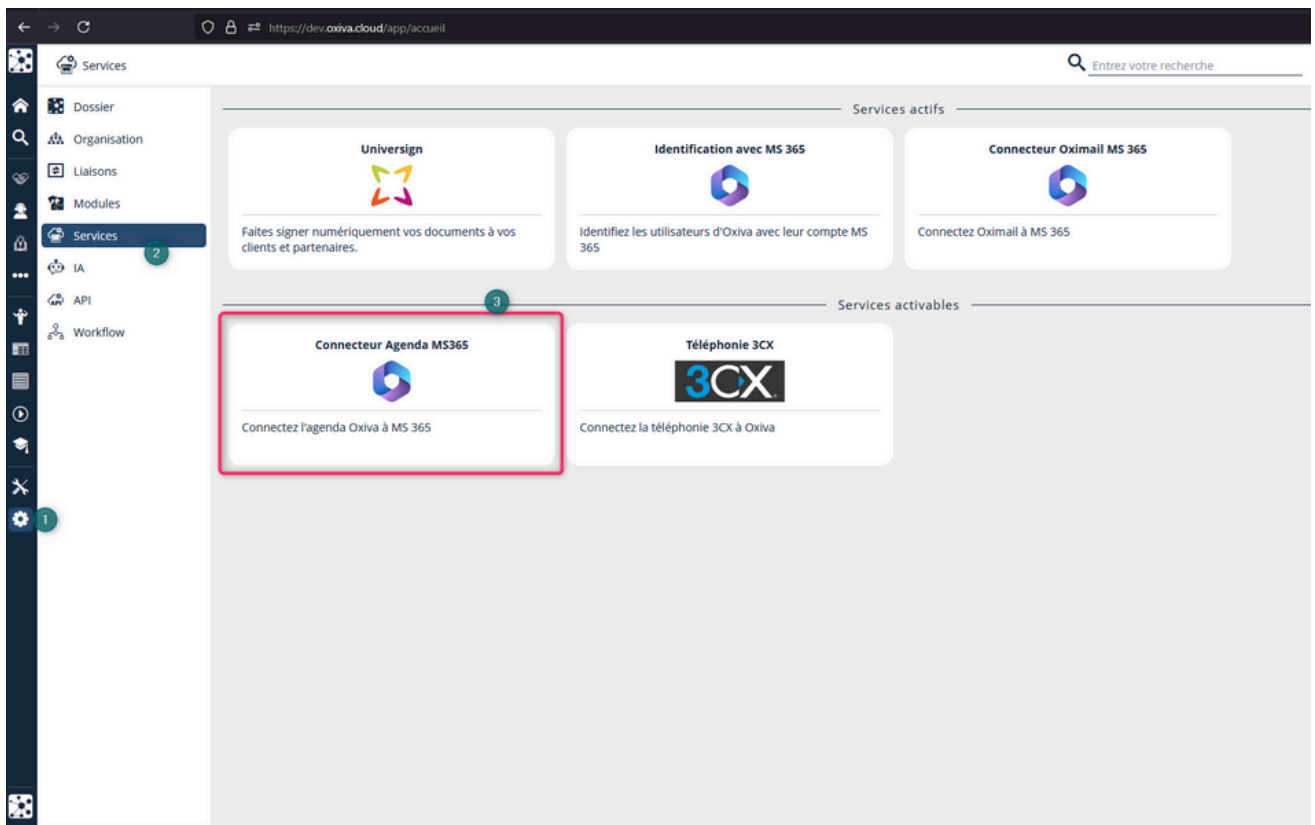 https://dev.oxiva.cloud/app/accueil
Services
Entrez votre recherche
Dossier
Organisation
Liaisons
Modules
Services
2
IA
API
Workflow
1
Services actifs
Universign
Faites signer numériquement vos documents à vos
clients et partenaires.
Identification avec MS 365
Identifiez les utilisateurs d'Oxiva avec leur compte MS
365
Connecteur Oximail MS 365
Connectez Oximail à MS 365
3
Services activables
Connecteur Agenda MS365
Connectez l'agenda Oxiva à MS 365
Téléphonie 3CX
3CX
Connectez la téléphonie 3CX à Oxiva